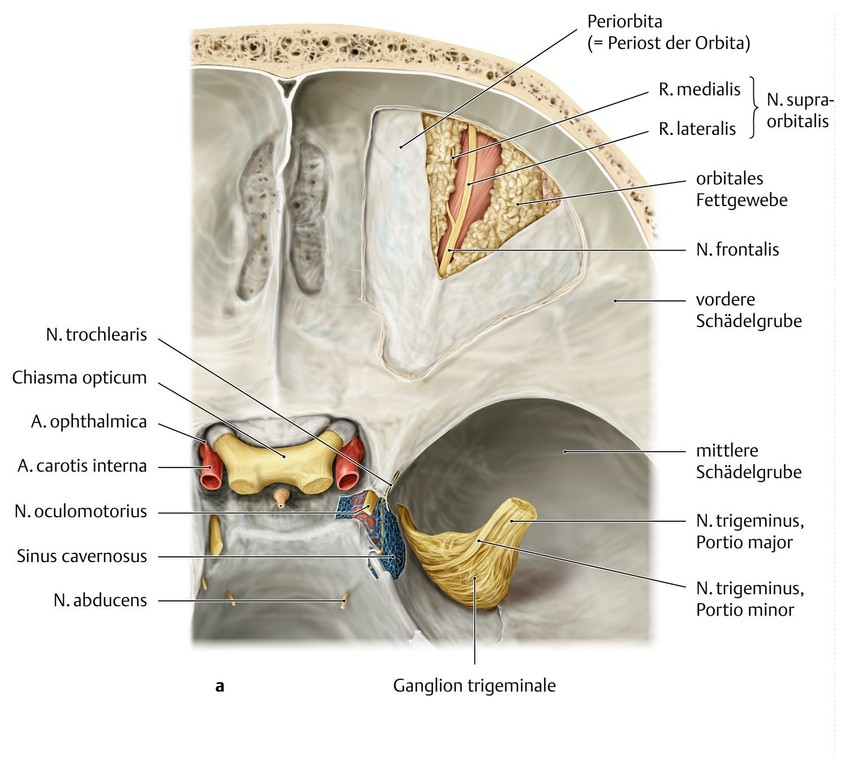 Periorbita
(= Periost der Orbita)
R. medialis
R. lateralis
N. supra-
orbitalis
orbitales
Fettgewebe
N. frontalis
vordere
Schädelgrube
N. trochlearis
Chiasma opticum
A. ophthalmica
A. carotis interna
N. oculomotorius
Sinus cavernosus
N. abducens
mittlere
Schädelgrube
N. trigeminus,
Portio major
N. trigeminus,
Portio minor
a
Ganglion trigeminale